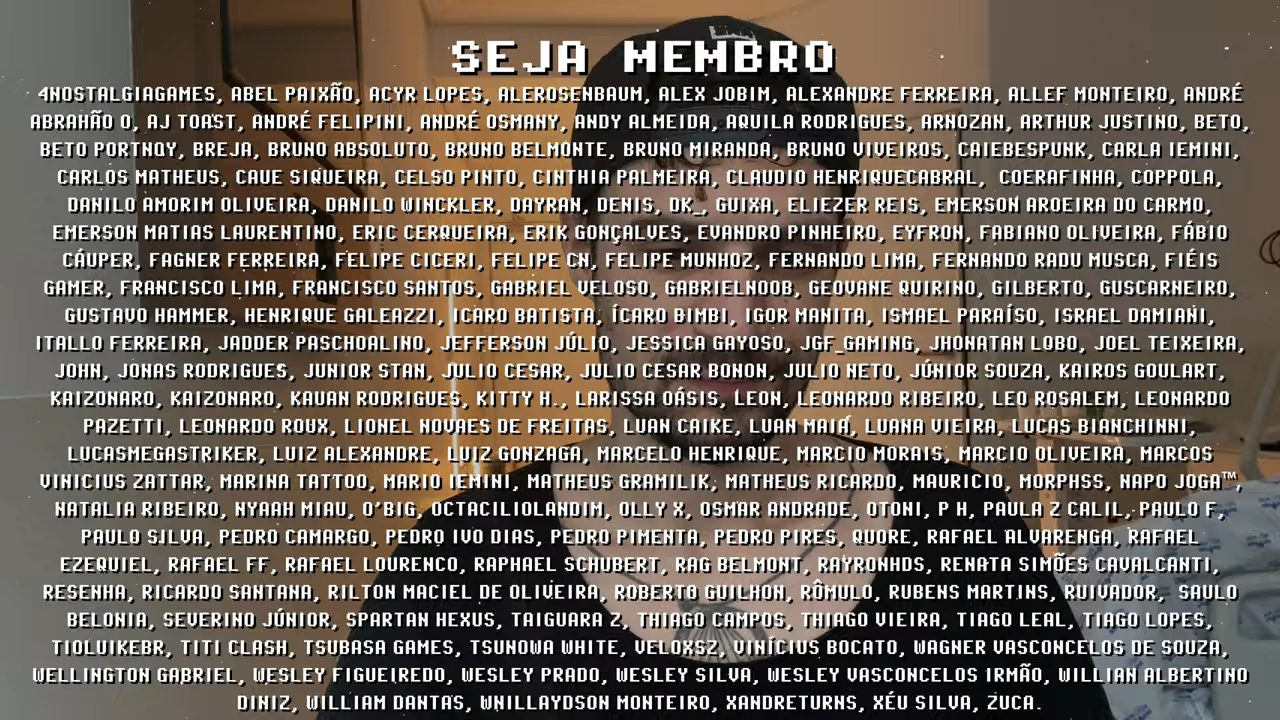 SEJA MEMBRO
4NOSTALGIAGAMES, ABEL PAIXÃO, ACYR LOPES, ALEROSENBAUM, ALEX JOBIM, ALEXANDRE FERREIRA, ALLEF MONTEIRO, ANDRÉ
ABRAHÃO O, AJ TOAST, ANDRÉ FELIPINI, ANDRÉ OSMANY, ANDY ALMEIDA, AQUILA RODRIGUES, ARNOZAN, ARTHUR JUSTINO, BETO,
BETO PORTNOY, BREJA, BRUNO ABSOLUTO, BRUNO BELMONTE, BRUNO MIRANDA, BRUNO VIVEIROS, CAIEBESPUNK, CARLA IEMINI,
CARLOS MATHEUS, CAUE SIQUEIRA, CELSO PINTO, CINTHIA PALMEIRA, CLAUDIO HENRIQUECABRAL, COERAFINHA, COPPOLA,
DANILO AMORIM OLIVEIRA, DANILO WINCKLER, DAYRAN, DENIS, DK_, GUIXA, ELIEZER REIS, EMERSON AROEIRA DO CARMO,
EMERSON MATIAS LAURENTINO, ERIC CERQUEIRA, ERIK GONÇALVES, EVANDRO PINHEIRO, EYFRON, FABIANO OLIVEIRA, FÁBIO
CÁUPER, FAGNER FERREIRA, FELIPE CICERI, FELIPE CN, FELIPE MUNHOZ, FERNANDO LIMA, FERNANDO RADU MUSCA, FIÉIS
GAMER, FRANCISCO LIMA, FRANCISCO SANTOS, GABRIEL VELOSO, GABRIELNOOB, GEOVANE QUIRINO, GILBERTO, GUSCARNEIRO,
GUSTAVO HAMMER, HENRIQUE GALEAZZI, ICARO BATISTA, ÍCARO BIMBI, IGOR MANITA, ISMAEL PARAÍSO, ISRAEL DAMIANI,
ITALLO FERREIRA, JADDER PASCHOALINO, JEFFERSON JÚLIO, JESSICA GAYOSO, JGF_GAMING, JHONATAN LOBO, JOEL TEIXEIRA,
JOHN, JONAS RODRIGUES, JUNIOR STAN, JULIO CESAR, JULIO CESAR BONON, JULIO NETO, JÚNIOR SOUZA, KAIROS GOULART,
KAIZONARO, KAIZONARO, KAUAN RODRIGUES, KITTY H., LARISSA OÁSIS, LEON, LEONARDO RIBEIRO, LEO ROSALEM, LEONARDO
PAZETTI, LEONARDO ROUX, LIONEL NOVAES DE FREITAS, LUAN CAIKE, LUAN MAIA, LUANA VIEIRA, LUCAS BIANCHINNI,
LUCASMEGASTRIKER, LUIZ ALEXANDRE, LUIZ GONZAGA, MARCELO HENRIQUE, MARCIO MORAIS, MARCIO OLIVEIRA, MARCOS
VINICIUS ZATTAR, MARINA TATTOO, MARIO IEMINI, MATHEUS GRAMILIK, MATHEUS RICARDO, MAURICIO, MORPHSS, NAPO JOGA™,
NATALIA RIBEIRO, NYAAH MIAU, O'BIG, OCTACILIOLANDIM, OLLY X, OSMAR ANDRADE, OTONI, P H, PAULA Z CALIL, PAULO F,
PAULO SILVA, PEDRO CAMARGO, PEDRO IVO DIAS, PEDRO PIMENTA, PEDRO PIRES, QUORE, RAFAEL ALVARENGA, RAFAEL
EZEQUIEL, RAFAEL FF, RAFAEL LOURENCO, RAPHAEL SCHUBERT, RAG BELMONT, RAYRONHDS, RENATA SIMÕES CAVALCANTI,
RESENHA, RICARDO SANTANA, RILTON MACIEL DE OLIVEIRA, ROBERTO GUILHON, RÔMULO, RUBENS MARTINS, RUIVADOR, SAULO
BELONIA, SEVERINO JÚNIOR, SPARTAN HEXUS, TAIGUARA Z, THIAGO CAMPOS, THIAGO VIEIRA, TIAGO LEAL, TIAGO LOPES,
TIOLUIKEBR, TITI CLASH, TSUBASA GAMES, TSUNOWA WHITE, VELOXSZ, VINÍCIUS BOCATO, WAGNER VASCONCELOS DE SOUZA,
WELLINGTON GABRIEL, WESLEY FIGUEIREDO, WESLEY PRADO, WESLEY SILVA, WESLEY VASCONCELOS IRMÃO, WILLIAN ALBERTINO
DINIZ, WILLIAM DANTAS, WHILLAYDSON MONTEIRO, XANDRETURNS, XÉU SILVA, ZUCA.